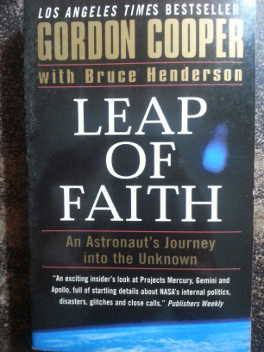 LOS ANGELES TIMES BESTSELLER
GORDON COOPER
with Bruce Henderson
LEAP
OF
FAITH
An Astronaut's Journey
into the Unknown
"An exciting insider's look at Projects Mercury, Gemini and
Apollo, full of startling details about NASA's internal politics,
disasters, glitches and close calls." Publishers Weekly